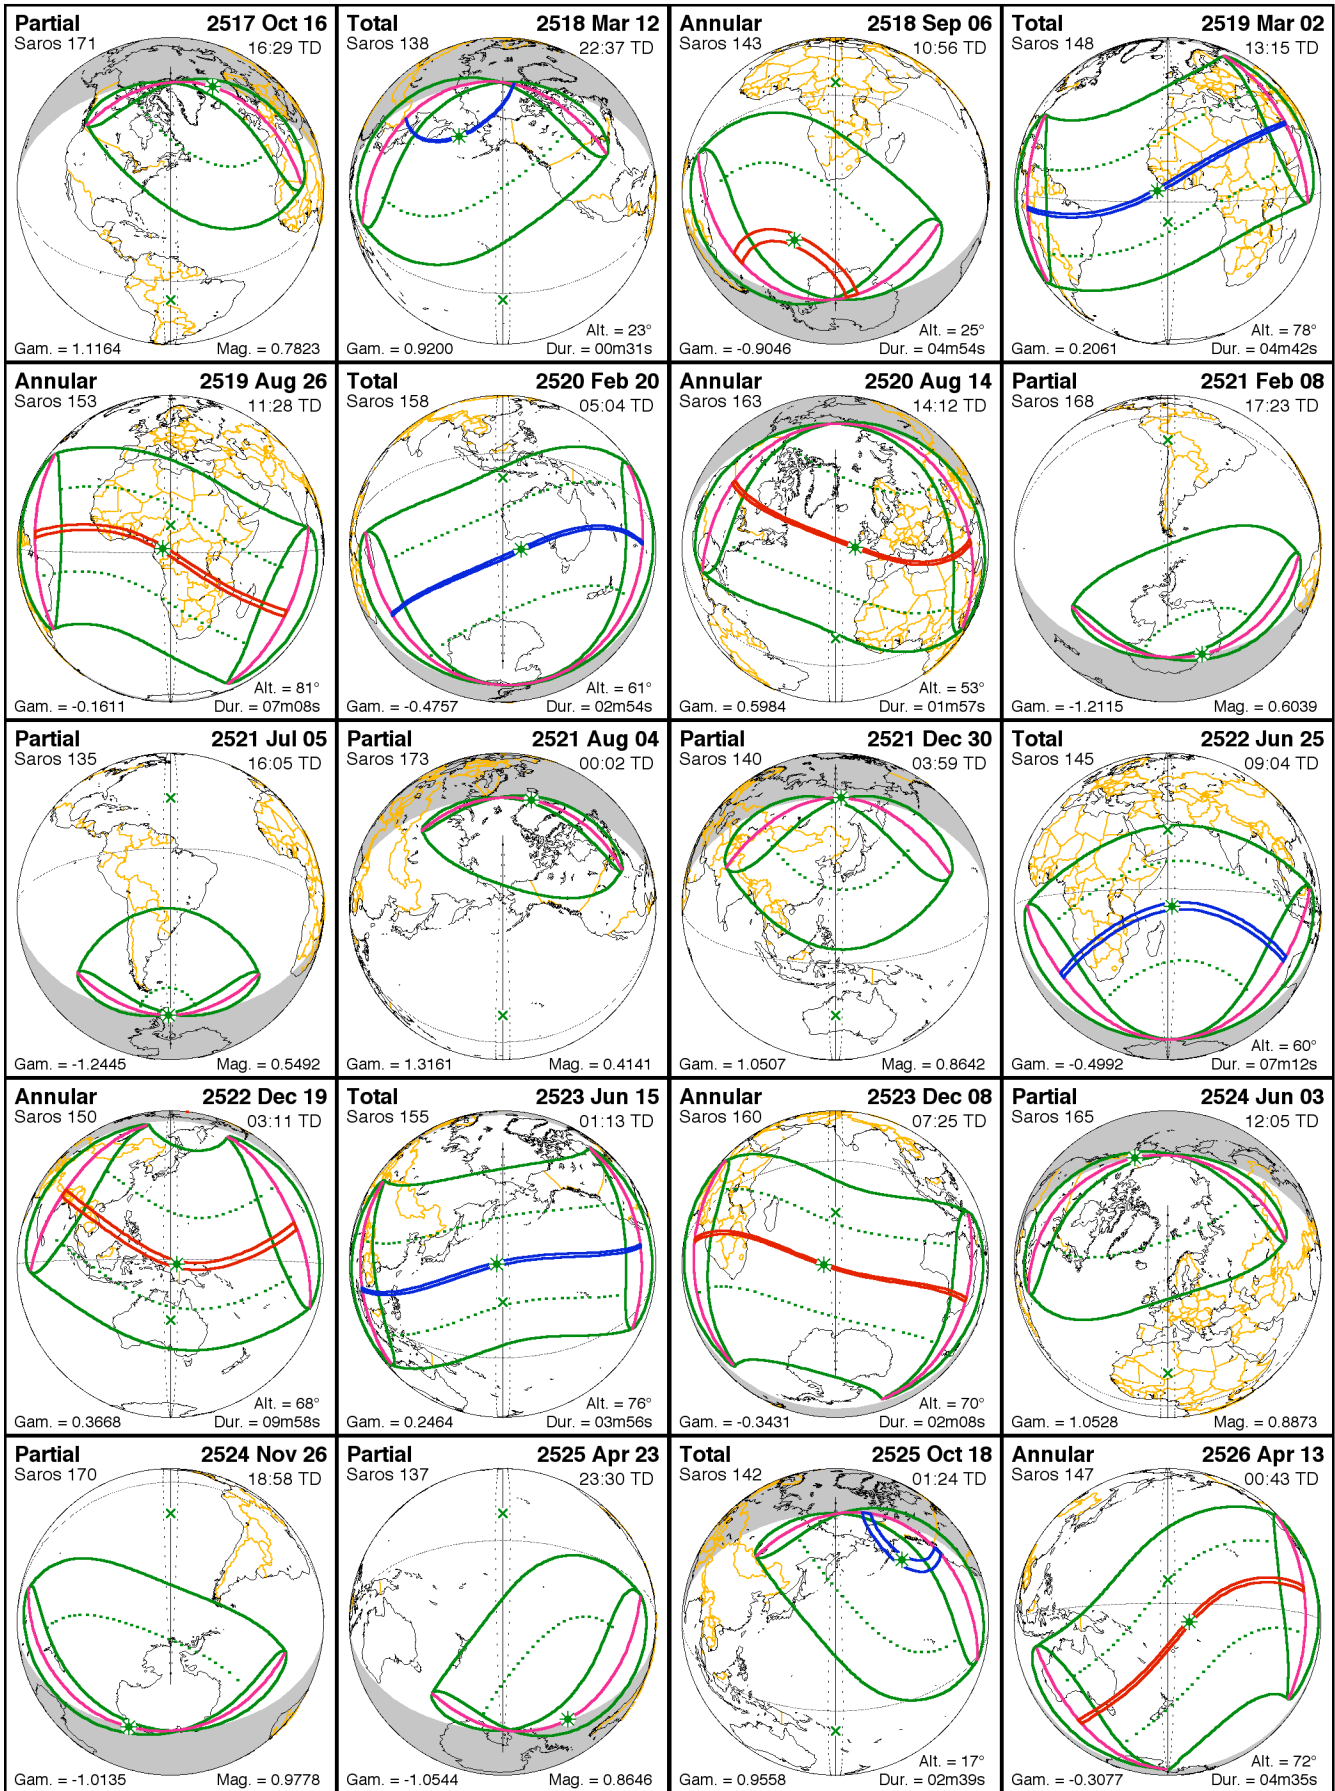 Partial 2517 Oct 16
Saros 171 16:29 TD
Gam. = 1.1164 Mag. = 0.7823
Total 2518 Mar 12
Saros 138 22:37 TD
Alt. = 23°
Gam. = 0.9200 Dur. = 00m31s
Annular 2518 Sep 06
Saros 143 10:56 TD
Alt. = 25°
Gam. = -0.9046 Dur. = 04m54s
Total 2519 Mar 02
Saros 148 13:15 TD
Alt. = 78°
Gam. = 0.2061 Dur. = 04m42s
Annular 2519 Aug 26
Saros 153 11:28 TD
Alt. = 81°
Gam. = -0.1611 Dur. = 07m08s
Total 2520 Feb 20
Saros 158 05:04 TD
Alt. = 61°
Gam. = -0.4757 Dur. = 02m54s
Annular 2520 Aug 14
Saros 163 14:12 TD
Alt. = 53°
Gam. = 0.5984 Dur. = 01m57s
Partial 2521 Feb 08
Saros 168 17:23 TD
Gam. = -1.2115 Mag. = 0.6039
Partial 2521 Jul 05
Saros 135 16:05 TD
Gam. = -1.2445 Mag. = 0.5492
Partial 2521 Aug 04
Saros 173 00:02 TD
Gam. = 1.3161 Mag. = 0.4141
Partial 2521 Dec 30
Saros 140 03:59 TD
Gam. = 1.0507 Mag. = 0.8642
Total 2522 Jun 25
Saros 145 09:04 TD
Alt. = 60°
Gam. = -0.4992 Dur. = 07m12s
Annular 2522 Dec 19
Saros 150 03:11 TD
Alt. = 68°
Gam. = 0.3668 Dur. = 09m58s
Total 2523 Jun 15
Saros 155 01:13 TD
Alt. = 76°
Gam. = 0.2464 Dur. = 03m56s
Annular 2523 Dec 08
Saros 160 07:25 TD
Alt. = 70°
Gam. = -0.3431 Dur. = 02m08s
Partial 2524 Jun 03
Saros 165 12:05 TD
Gam. = 1.0528 Mag. = 0.8873
Partial 2524 Nov 26
Saros 170 18:58 TD
Gam. = -1.0135 Mag. = 0.9778
Partial 2525 Apr 23
Saros 137 23:30 TD
Gam. = -1.0544 Mag. = 0.8646
Total 2525 Oct 18
Saros 142 01:24 TD
Alt. = 17°
Gam. = 0.9558 Dur. = 02m39s
Annular 2526 Apr 13
Saros 147 00:43 TD
Alt. = 72°
Gam. = -0.3077 Dur. = 04m35s